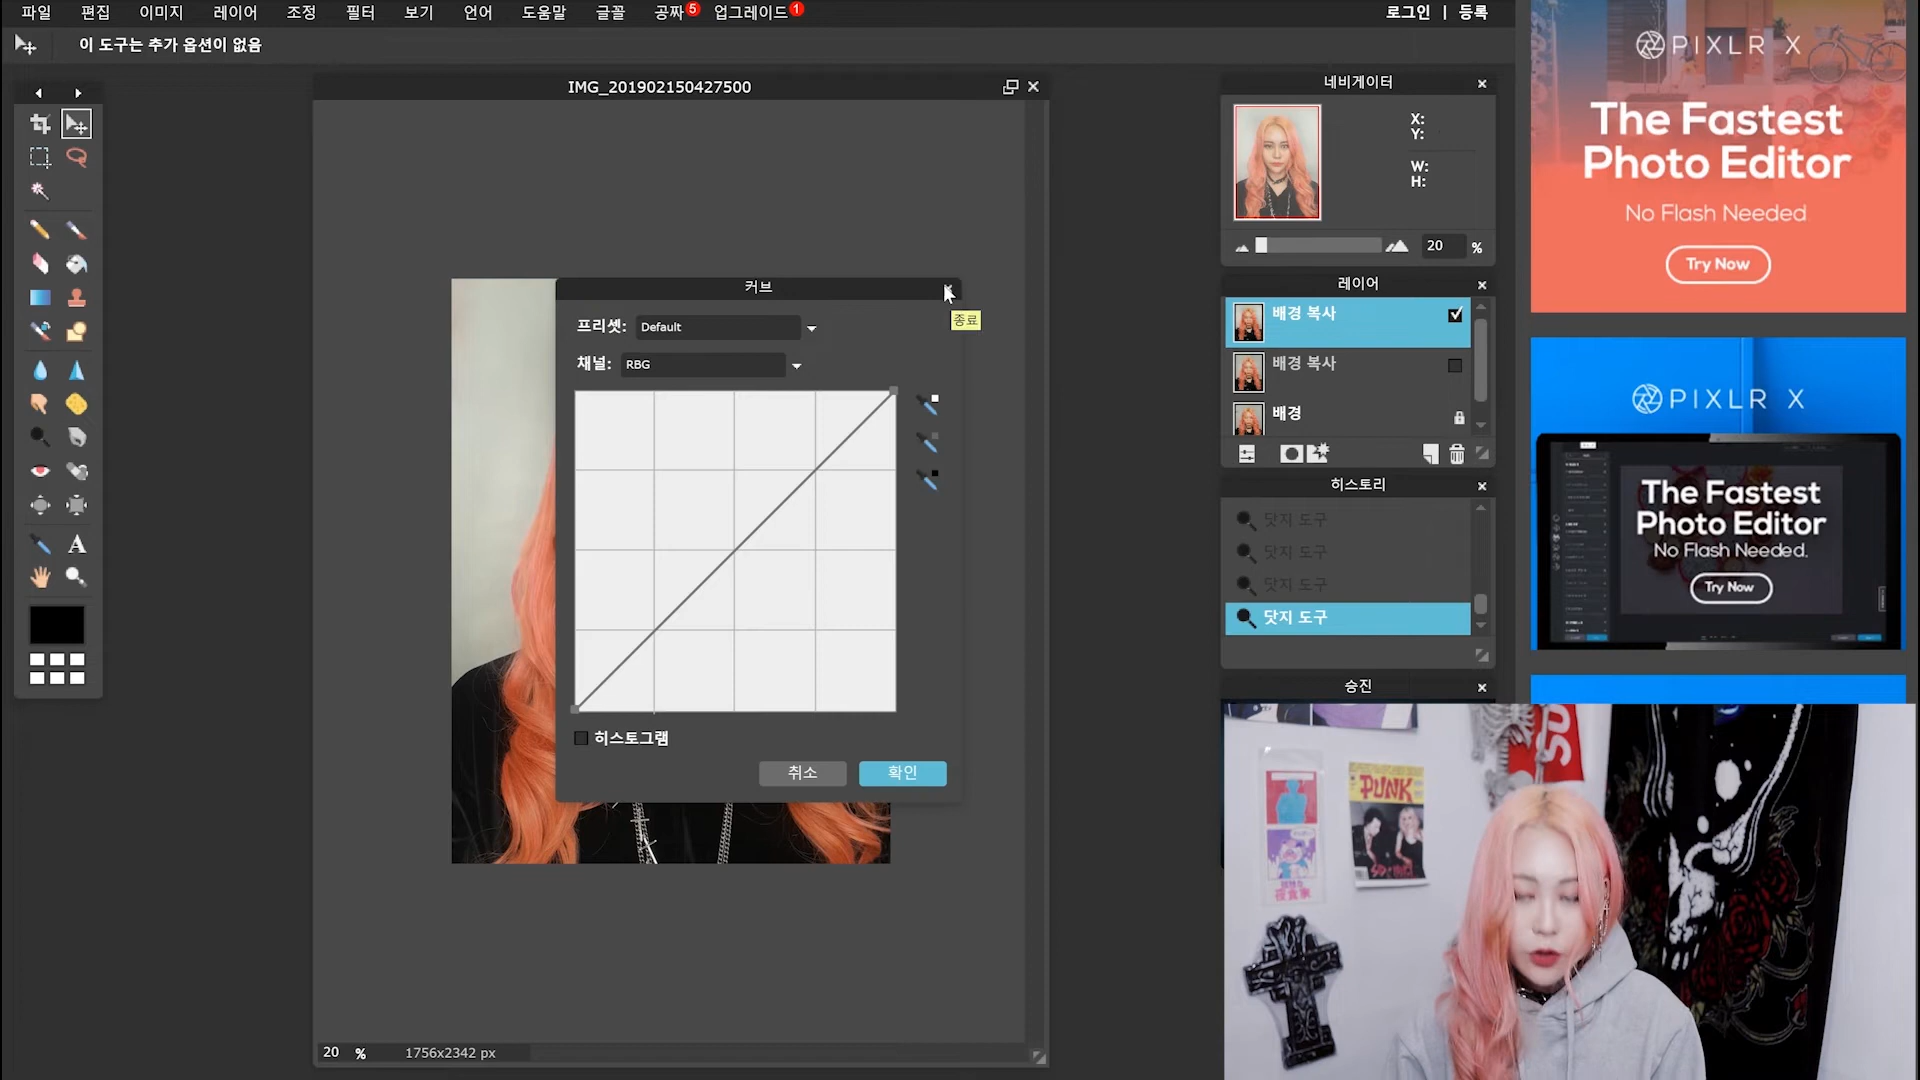 파일 편집 이미지 레이어 조정 필터 보기 언어 도움말 글꼴 공짜 5 업그레이드 1 로그인 | 등록
이 도구는 추가 옵션이 없음
IMG_201902150427500
커브
종료
프리셋: Default
채널: RBG
히스토그램
취소 확인
20 % 1756x2342 px
A
네비게이터
X:
Y:
W:
H:
20 %
레이어
배경 복사
배경 복사
배경
히스토리
닷지 도구
닷지 도구
닷지 도구
닷지 도구
승진
PIXLR X
The Fastest
Photo Editor
No Flash Needed
Try Now
PIXLR X
The Fastest
Photo Editor
No Flash Needed.
Try Now
PUNK
SU
夜食家